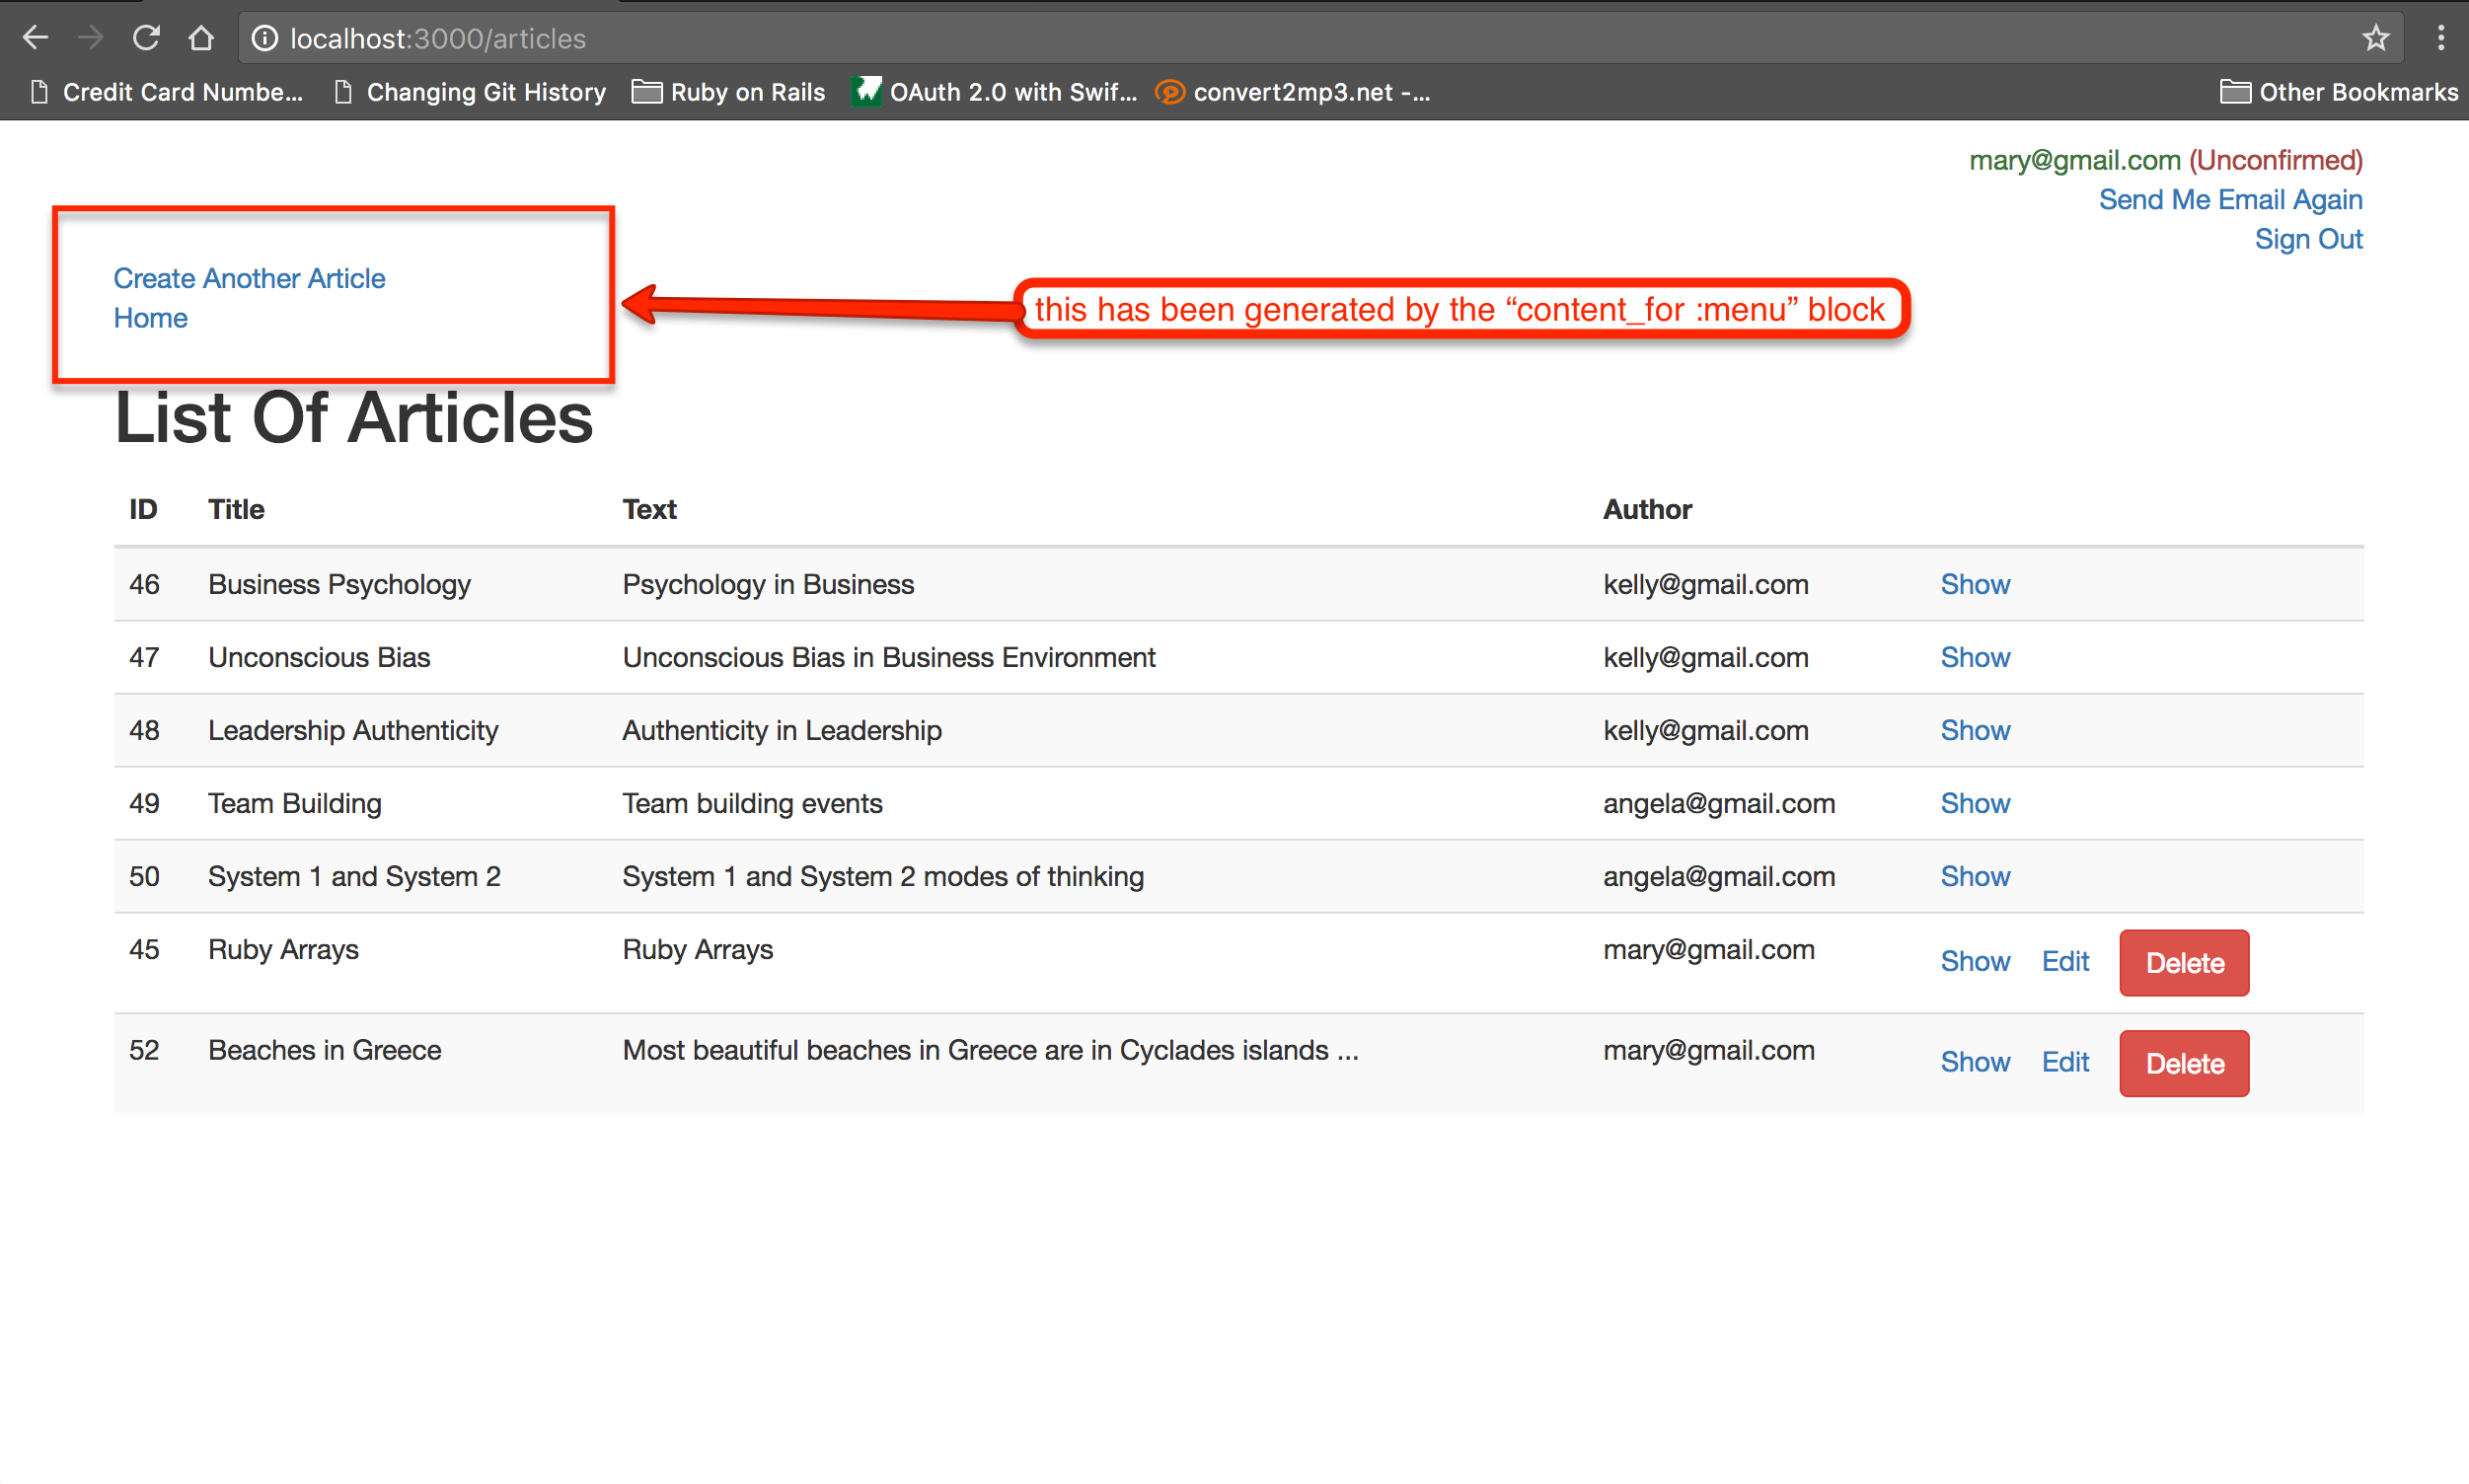 localhost:3000/articles
Credit Card Numbe... Changing Git History Ruby on Rails OAuth 2.0 with Swif... convert2mp3.net -... Other Bookmarks
mary@gmail.com (Unconfirmed)
Send Me Email Again
Sign Out
Create Another Article
Home
this has been generated by the “content_for :menu” block
List Of Articles
ID Title Text Author
46 Business Psychology Psychology in Business kelly@gmail.com Show
47 Unconscious Bias Unconscious Bias in Business Environment kelly@gmail.com Show
48 Leadership Authenticity Authenticity in Leadership kelly@gmail.com Show
49 Team Building Team building events angela@gmail.com Show
50 System 1 and System 2 System 1 and System 2 modes of thinking angela@gmail.com Show
45 Ruby Arrays Ruby Arrays mary@gmail.com Show Edit Delete
52 Beaches in Greece Most beautiful beaches in Greece are in Cyclades islands ... mary@gmail.com Show Edit Delete